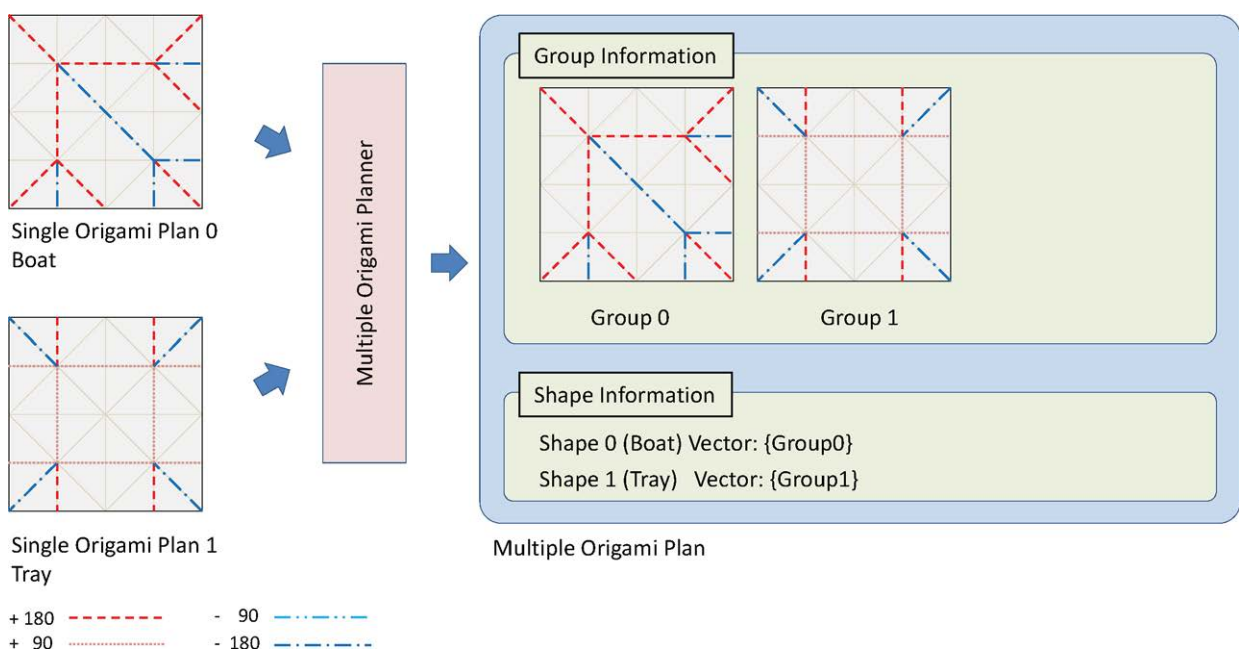 Single Origami Plan 0
Boat
Single Origami Plan 1
Tray
+ 180
+ 90
- 90
- 180
Multiple Origami Planner
Group Information
Group 0
Group 1
Shape Information
Shape 0 (Boat) Vector: {Group0}
Shape 1 (Tray) Vector: {Group1}
Multiple Origami Plan